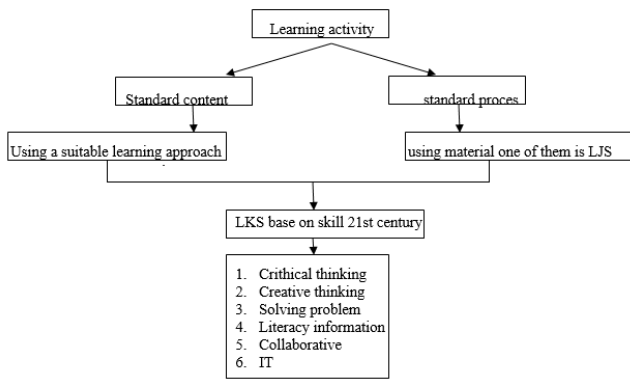 Learning activity
Standard content
standard proces
Using a suitable learning approach
using material one of them is LJS
LKS base on skill 21st century
1. Crithical thinking
2. Creative thinking
3. Solving problem
4. Literacy information
5. Collaborative
6. IT